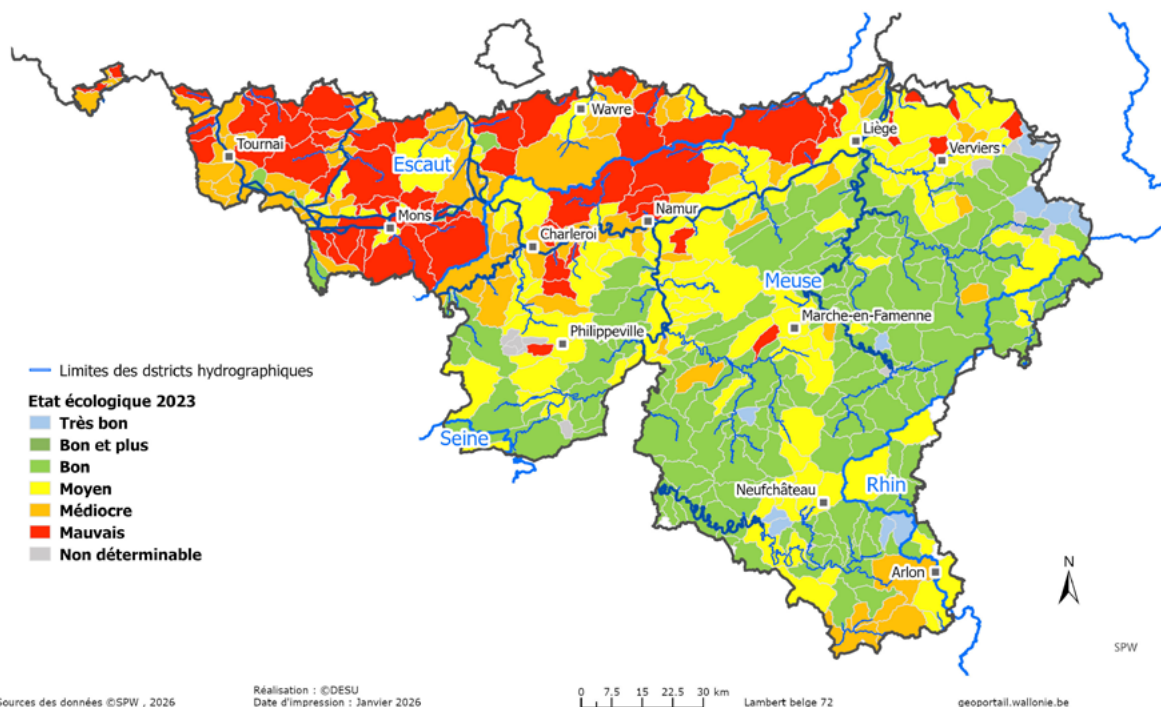 Wavre
Liège
Tournai
Verviers
Escaut
Namur
Mons
Charleroi
Meuse
Marche-en-Famenne
Philippeville
Limites des dstricts hydrographiques
Etat écologique 2023
Très bon
Bon et plus
Bon
Moyen
Médiocre
Mauvais
Non déterminable
Seine
Rhin
Neufchâteau
Arlon
N
SPW
Sources des données ©SPW , 2026
Réalisation : ©DESU
Date d'impression : Janvier 2026
0 7.5 15 22.5 30 km
Lambert belge 72
geoportail.wallonie.be